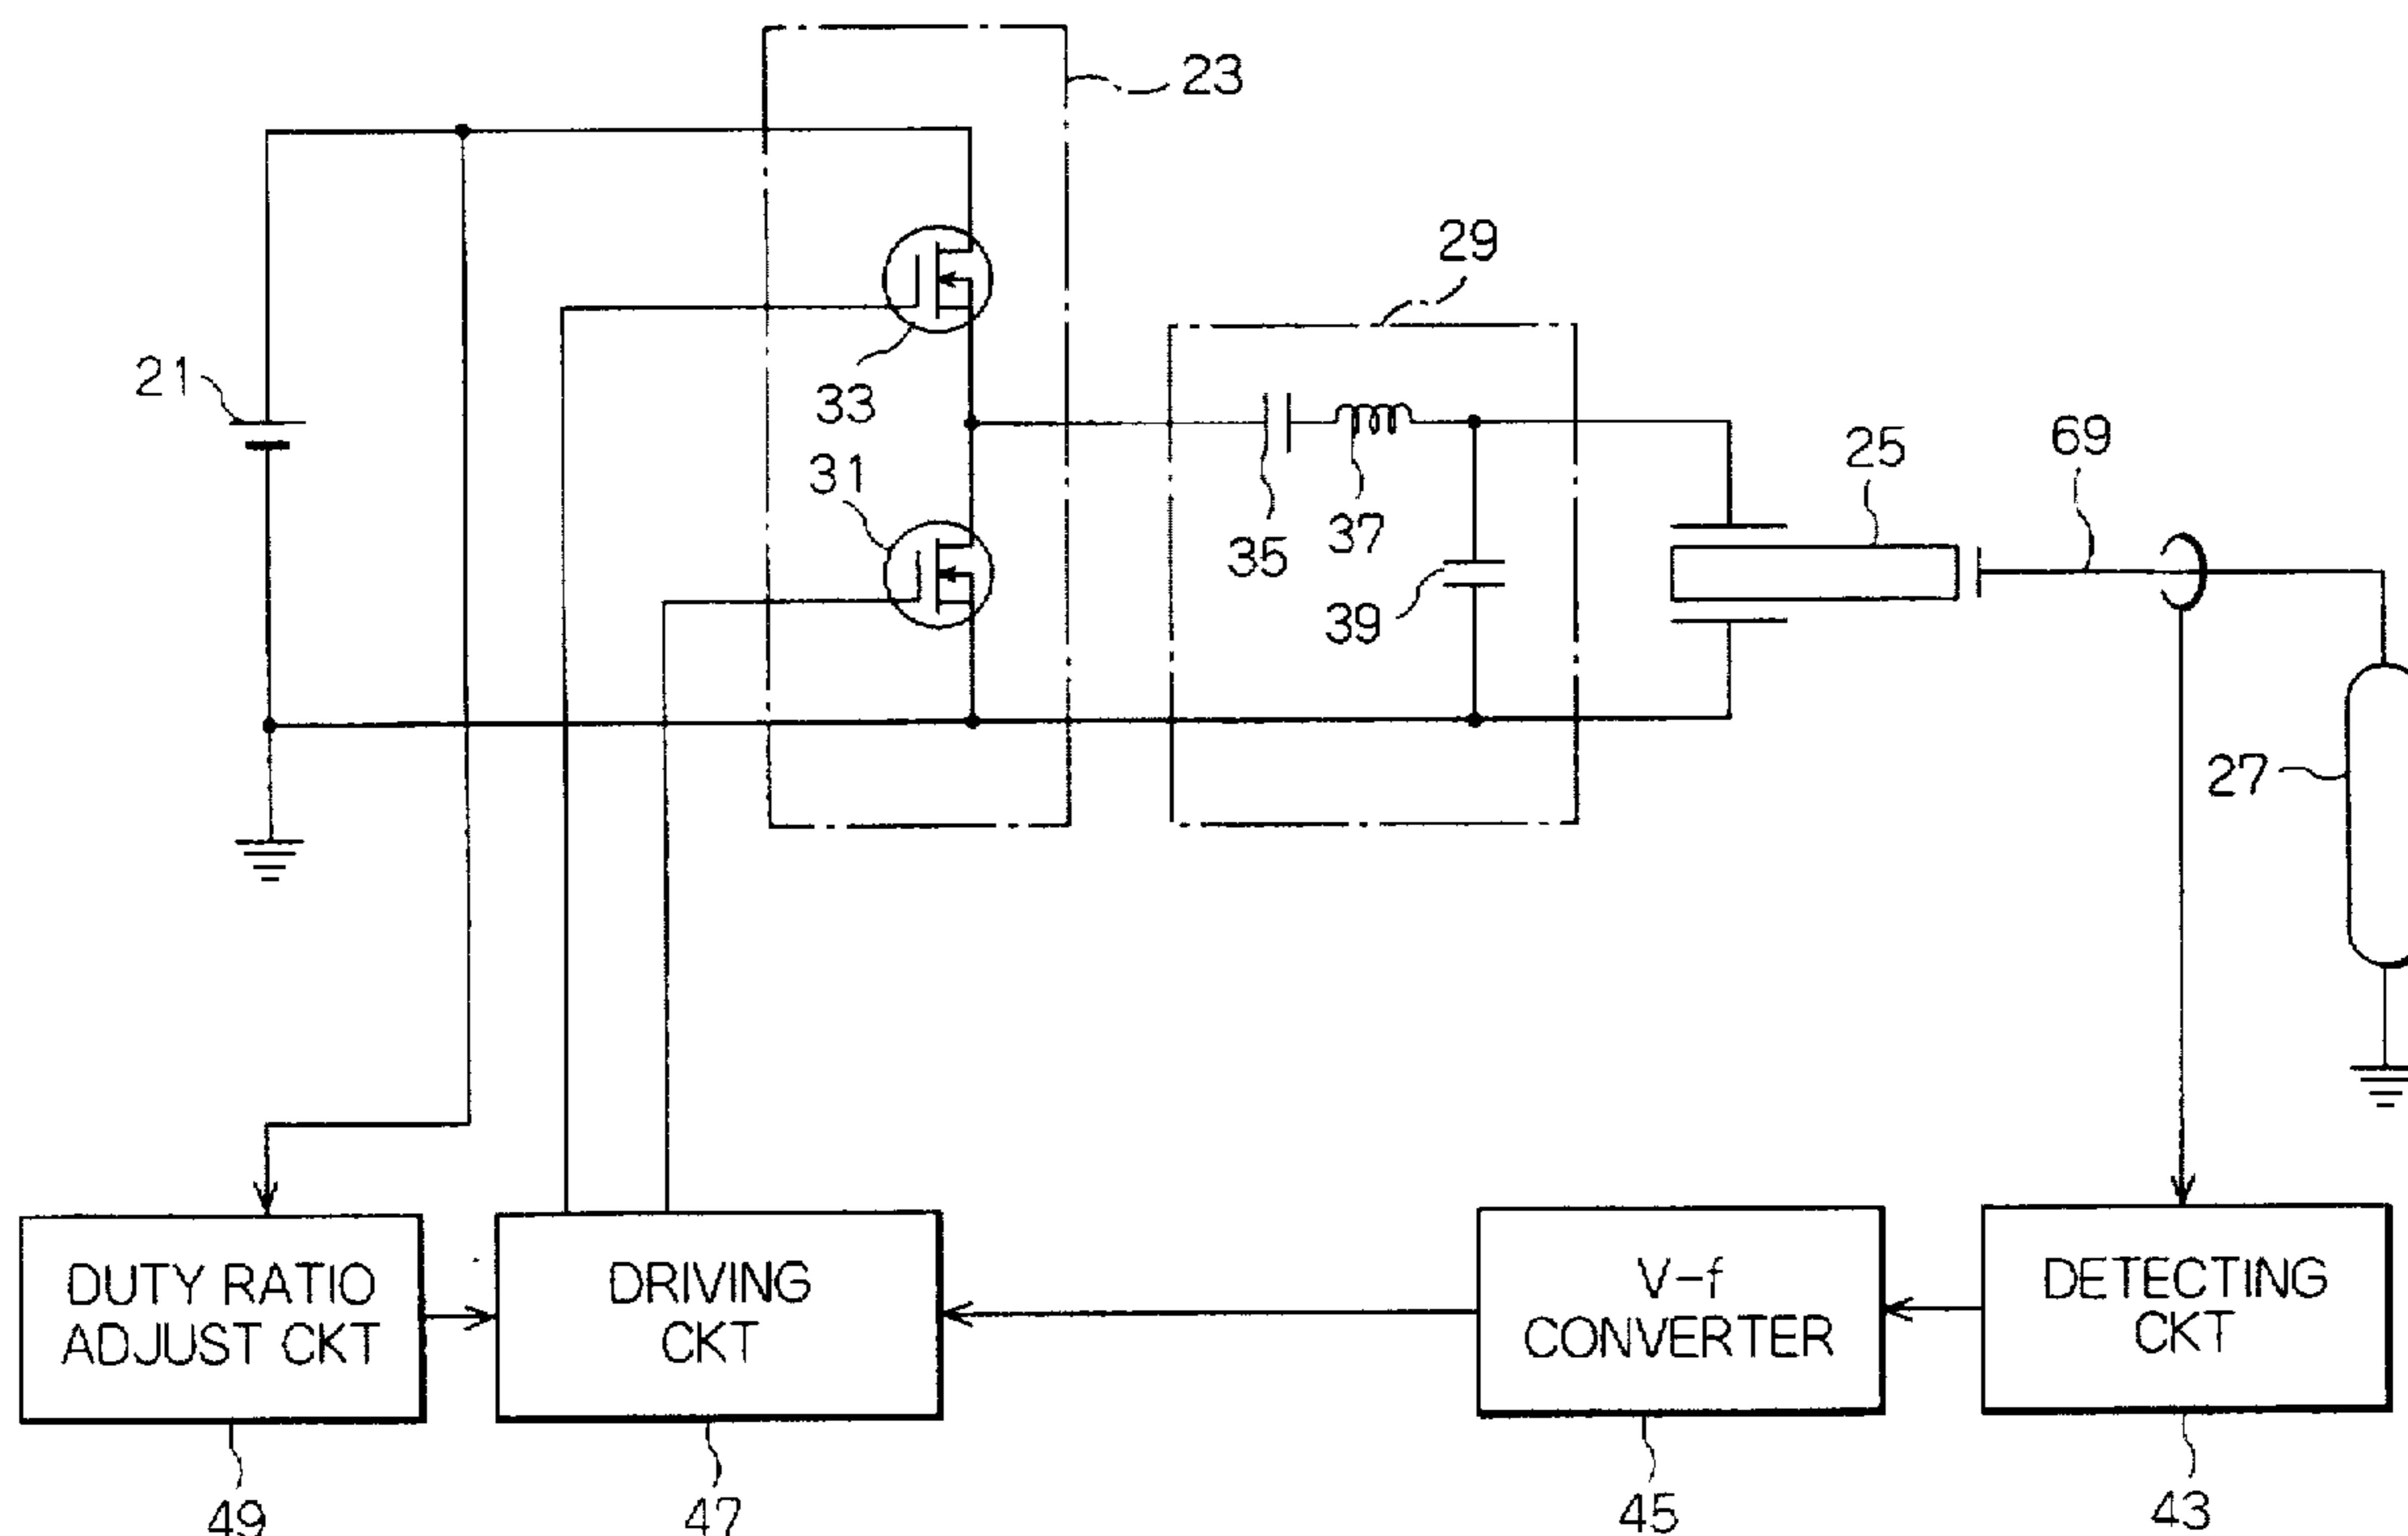 23
29
21
33
31
25
69
35
37
39
27
DUTY RATIO
ADJUST CKT
DRIVING
CKT
V-f
CONVERTER
DETECTING
CKT
49
47
45
43